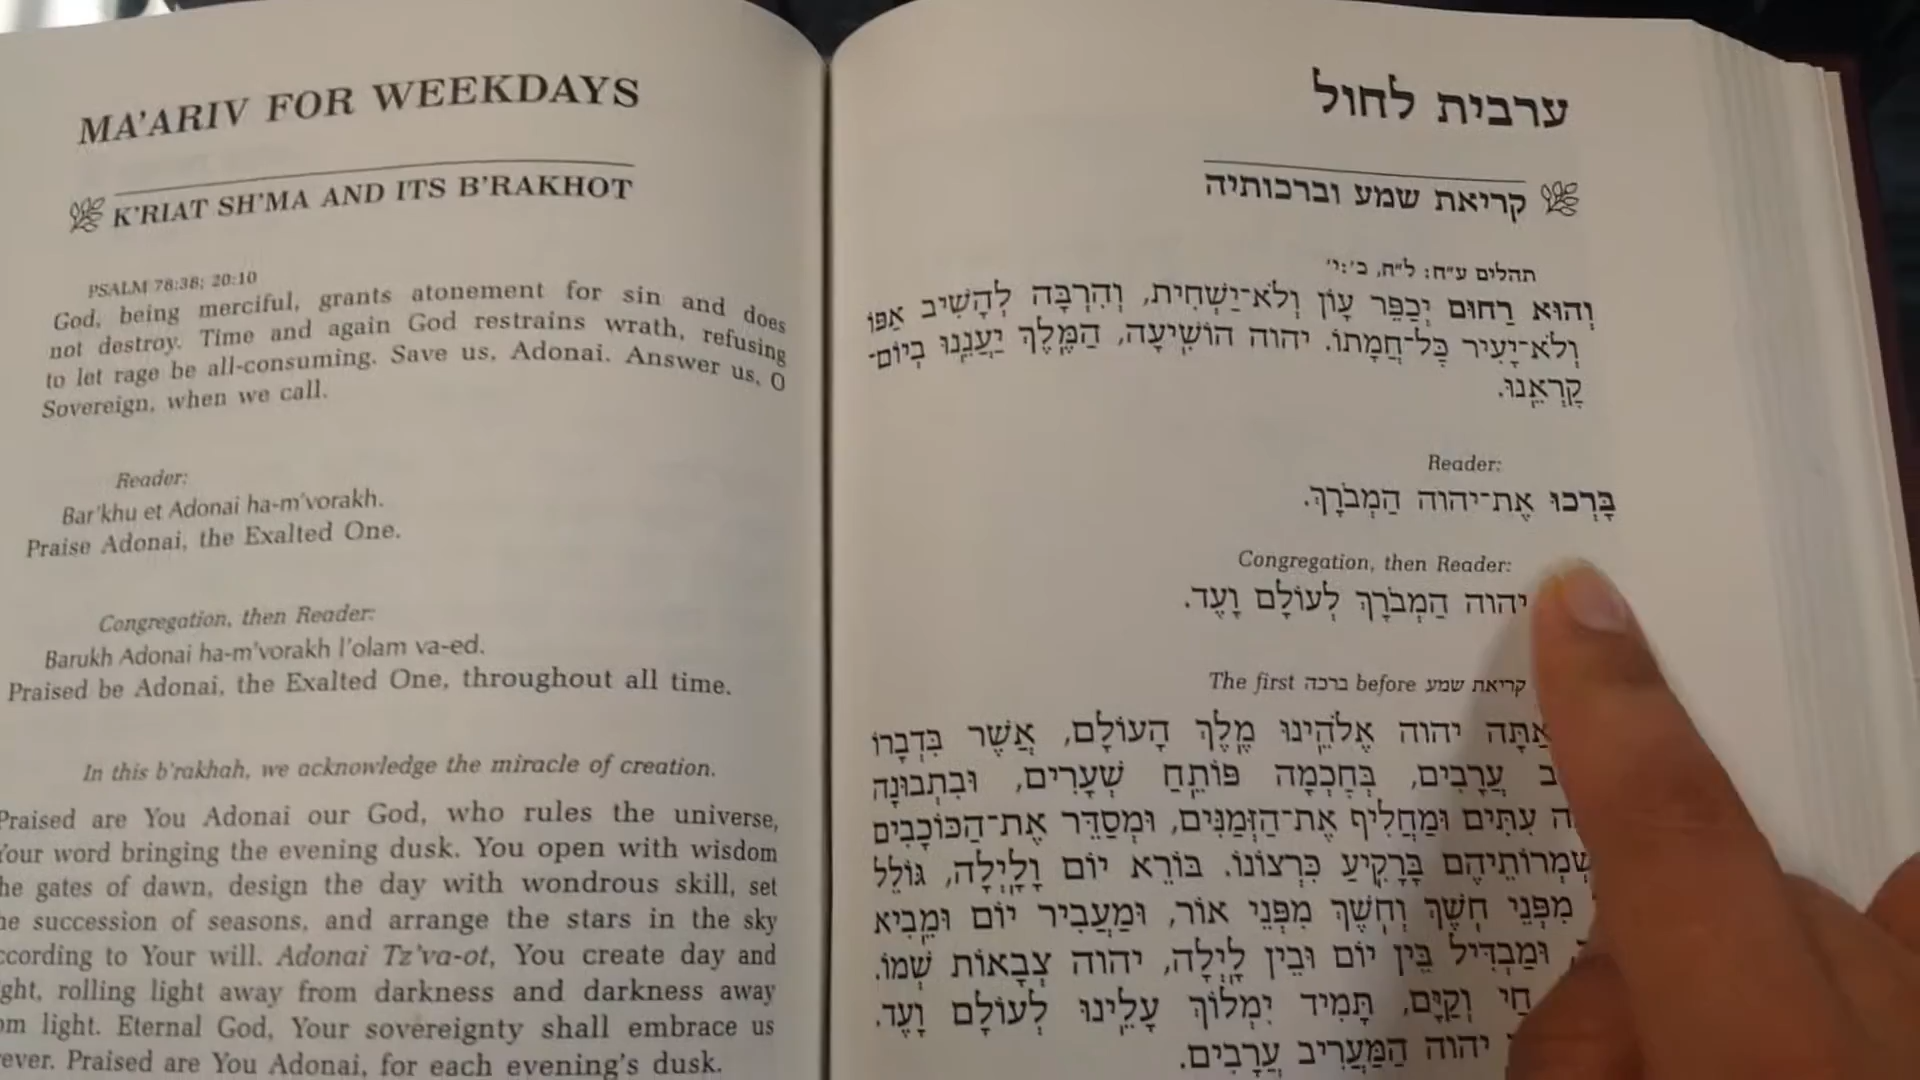 MA'ARIV FOR WEEKDAYS
K'RIAT SH'MA AND ITS B'RAKHOT
PSALM 78:38; 20:10
God, being merciful, grants atonement for sin and does
not destroy. Time and again God restrains wrath, refusing
to let rage be all-consuming. Save us, Adonai. Answer us, O
Sovereign, when we call.
Reader:
Bar'khu et Adonai ha-m'vorakh.
Praise Adonai, the Exalted One.
Congregation, then Reader:
Barukh Adonai ha-m'vorakh l'olam va-ed.
Praised be Adonai, the Exalted One, throughout all time.
In this b'rakhah, we acknowledge the miracle of creation.
Praised are You Adonai our God, who rules the universe,
Your word bringing the evening dusk. You open with wisdom
the gates of dawn, design the day with wondrous skill, set
the succession of seasons, and arrange the stars in the sky
according to Your will. Adonai Tz'va-ot, You create day and
night, rolling light away from darkness and darkness away
from light. Eternal God, Your sovereignty shall embrace us
forever. Praised are You Adonai, for each evening's dusk.
ערבית לחול
קריאת שמע וברכותיה
תהלים ע״ח: ל״ח, כ׳:י׳
וְהוּא רַחוּם יְכַפֵּר עָוֹן וְלֹא־יַשְׁחִית, וְהִרְבָּה לְהָשִׁיב אַפּוֹ
וְלֹא־יָעִיר כָּל־חֲמָתוֹ. יהוה הוֹשִׁיעָה, הַמֶּלֶךְ יַעֲנֵנוּ בְיוֹם־
קָרְאֵנוּ.
Reader:
בָּרְכוּ אֶת־יהוה הַמְבֹרָךְ.
Congregation, then Reader:
יהוה הַמְבֹרָךְ לְעוֹלָם וָעֶד.
The first ברכה before קריאת שמע
אַתָּה יהוה אֱלֹהֵינוּ מֶלֶךְ הָעוֹלָם, אֲשֶׁר בִּדְבָרוֹ
עֲרָבִים, בְּחָכְמָה פּוֹתֵחַ שְׁעָרִים, וּבִתְבוּנָה
עִתִּים וּמַחֲלִיף אֶת־הַזְּמַנִּים, וּמְסַדֵּר אֶת־הַכּוֹכָבִים
בָּרָקִיעַ כִּרְצוֹנוֹ. בּוֹרֵא יוֹם וָלָיְלָה, גּוֹלֵל
מִפְּנֵי חֹשֶׁךְ וְחֹשֶׁךְ מִפְּנֵי אוֹר, וּמַעֲבִיר יוֹם וּמֵבִיא
וּמַבְדִּיל בֵּין יוֹם וּבֵין לָיְלָה, יהוה צְבָאוֹת שְׁמוֹ.
חַי וְקַיָּם, תָּמִיד יִמְלוֹךְ עָלֵינוּ לְעוֹלָם וָעֶד.
יהוה הַמַּעֲרִיב עֲרָבִים.